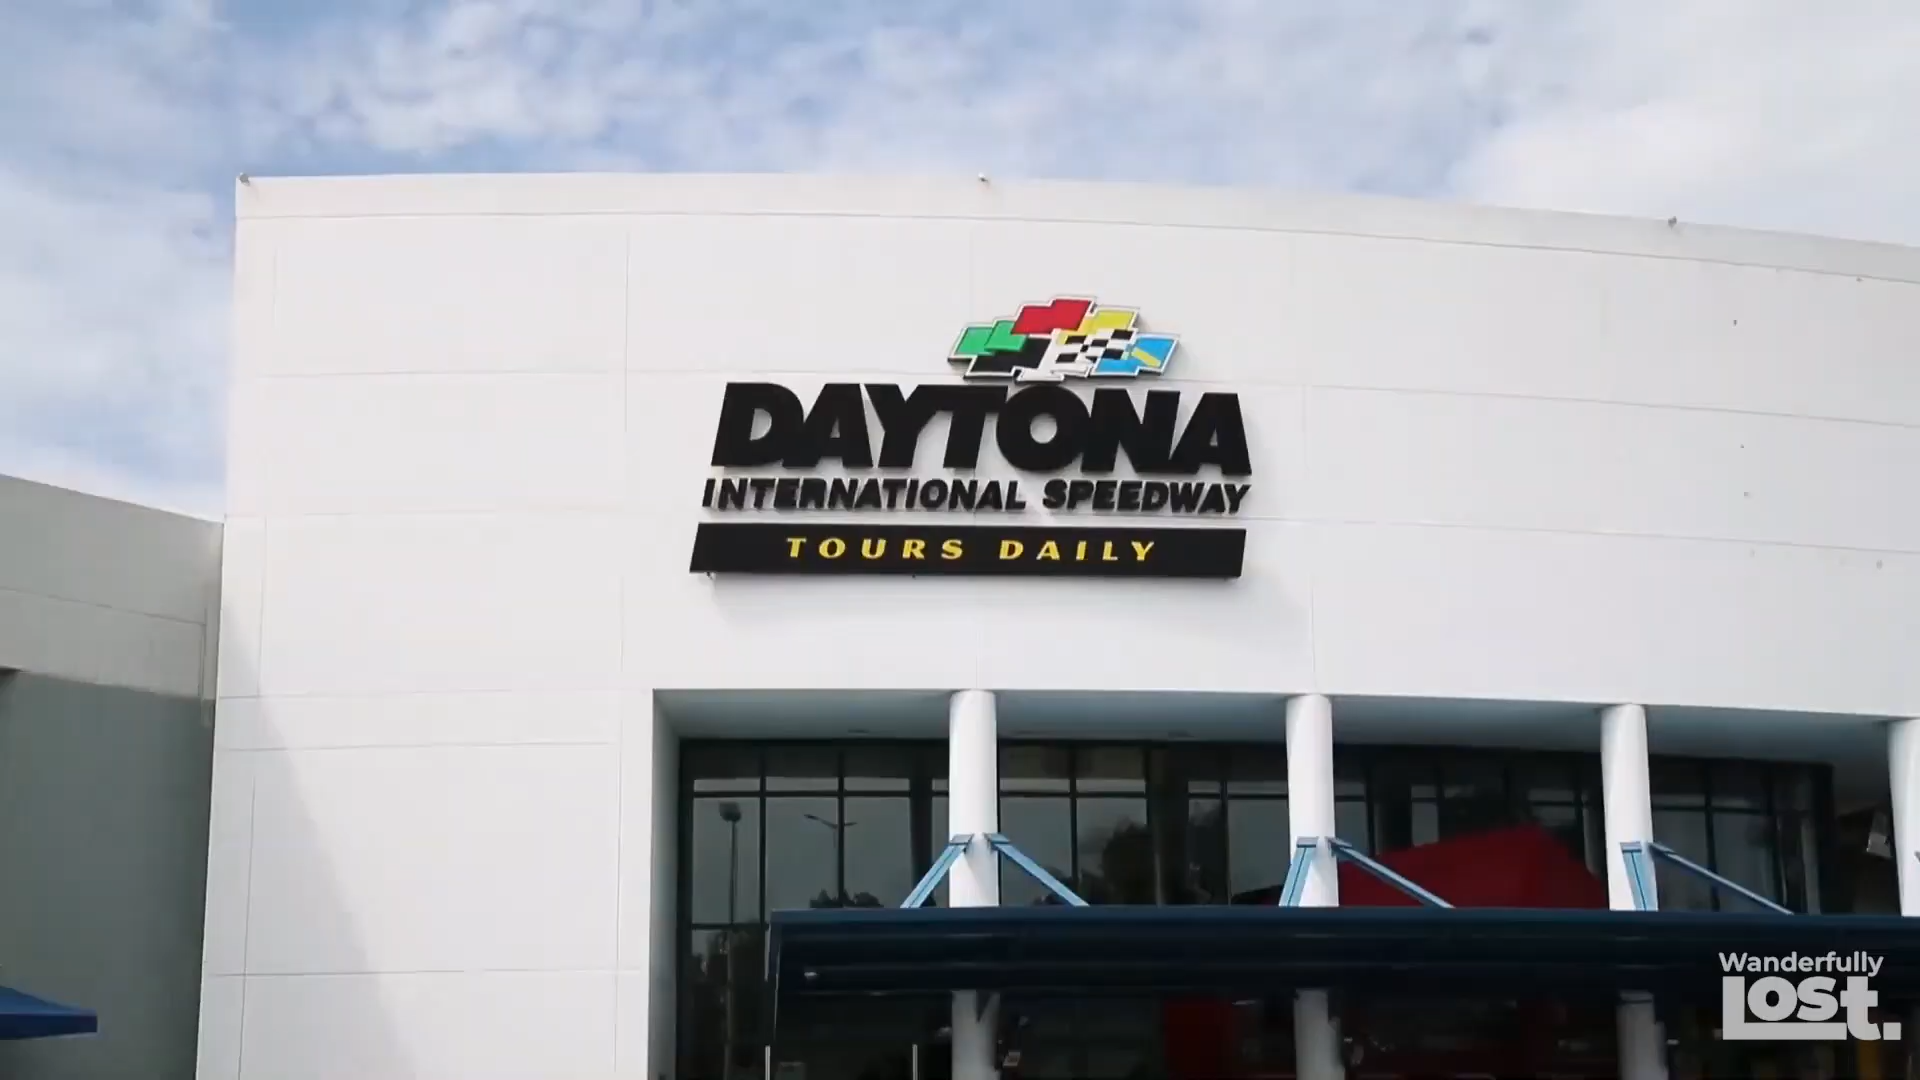 DAYTONA
INTERNATIONAL SPEEDWAY
TOURS DAILY
Wanderfully
Lost.